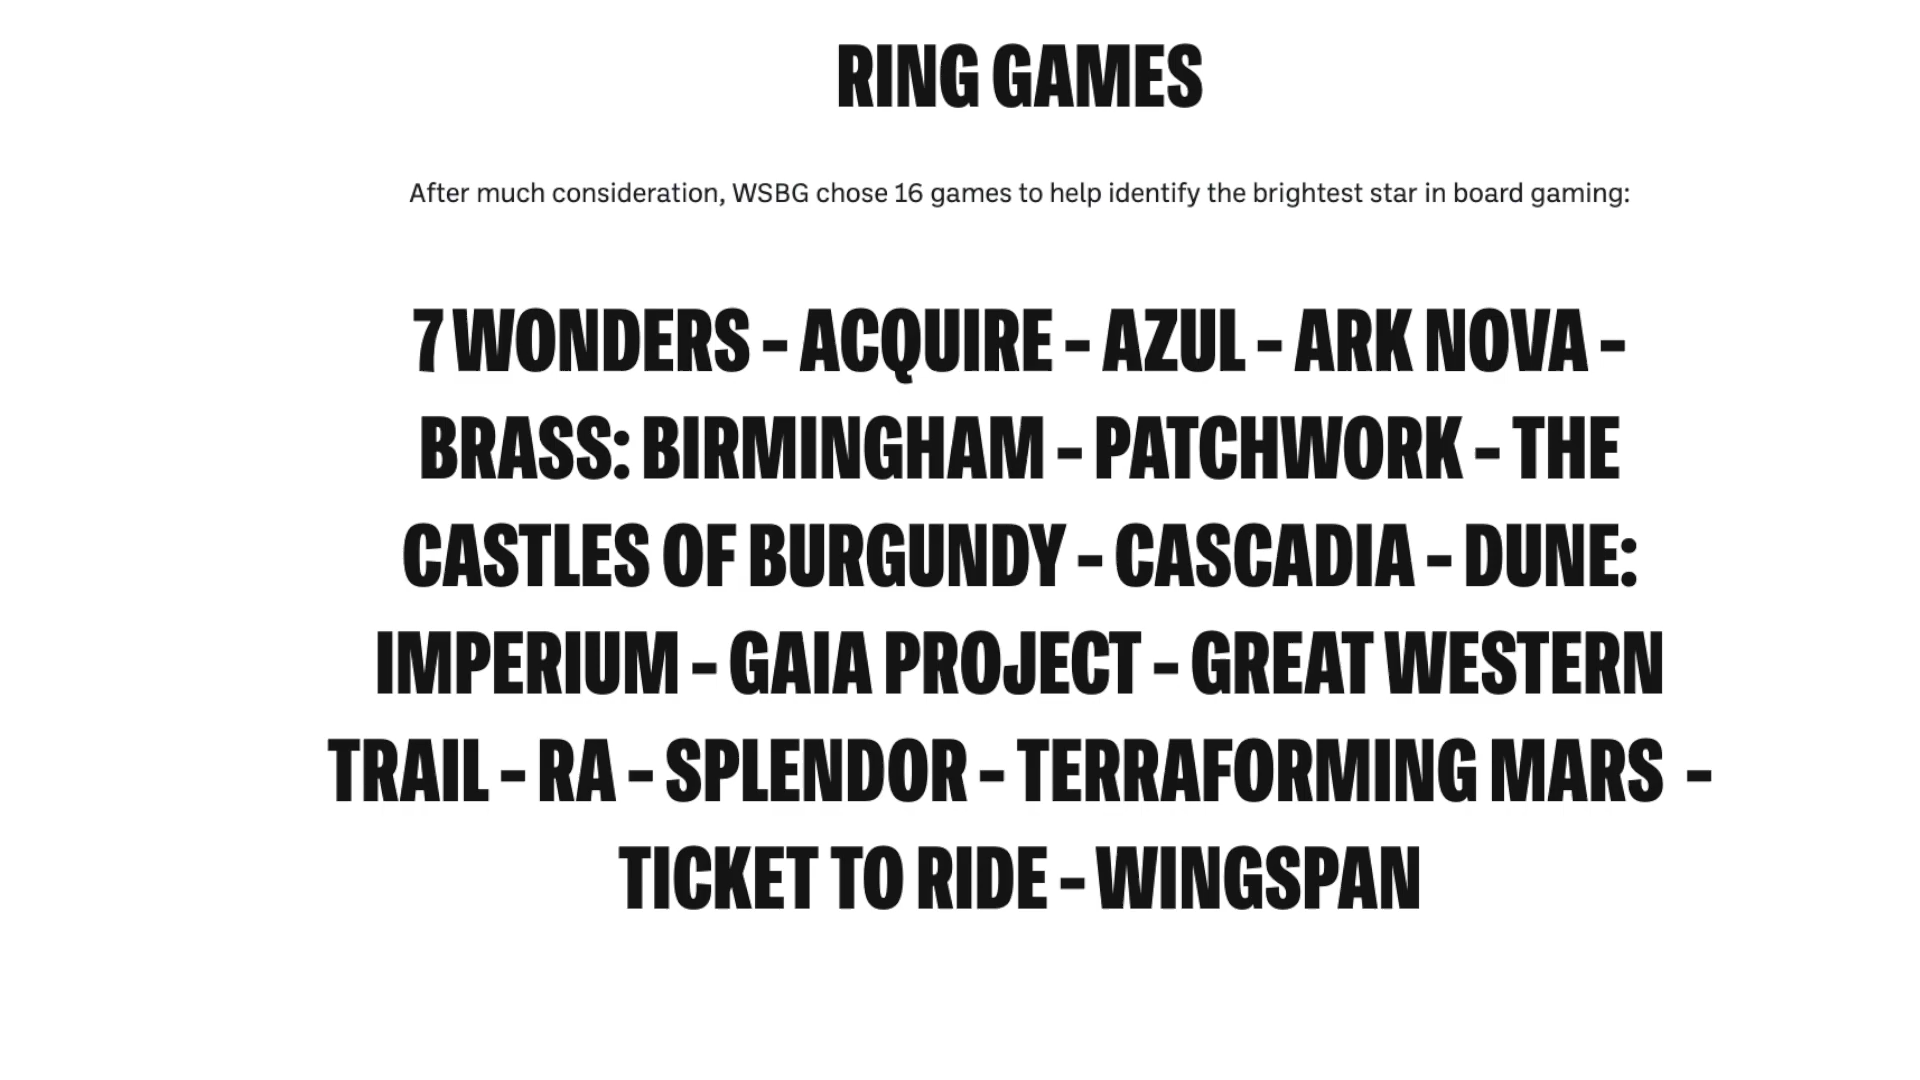 RING GAMES
After much consideration, WSBG chose 16 games to help identify the brightest star in board gaming:
7 WONDERS - ACQUIRE - AZUL - ARK NOVA -
BRASS: BIRMINGHAM - PATCHWORK - THE
CASTLES OF BURGUNDY - CASCADIA - DUNE:
IMPERIUM - GAIA PROJECT - GREAT WESTERN
TRAIL - RA - SPLENDOR - TERRAFORMING MARS -
TICKET TO RIDE - WINGSPAN